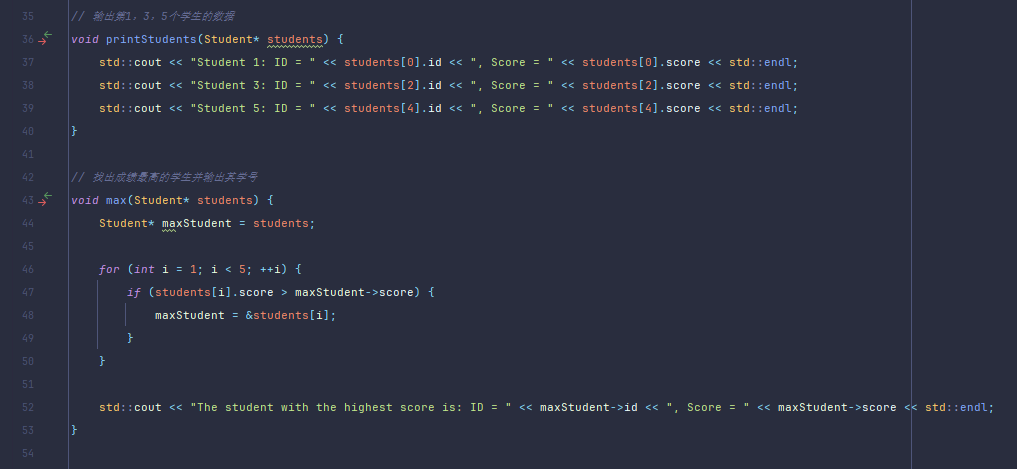 35 // 输出第1，3，5个学生的数据
36 void printStudents(Student* students) {
37 std::cout << "Student 1: ID = " << students[0].id << ", Score = " << students[0].score << std::endl;
38 std::cout << "Student 3: ID = " << students[2].id << ", Score = " << students[2].score << std::endl;
39 std::cout << "Student 5: ID = " << students[4].id << ", Score = " << students[4].score << std::endl;
40 }
41
42 // 找出成绩最高的学生并输出其学号
43 void max(Student* students) {
44 Student* maxStudent = students;
45
46 for (int i = 1; i < 5; ++i) {
47 if (students[i].score > maxStudent->score) {
48 maxStudent = &students[i];
49 }
50 }
51
52 std::cout << "The student with the highest score is: ID = " << maxStudent->id << ", Score = " << maxStudent->score << std::endl;
53 }
54